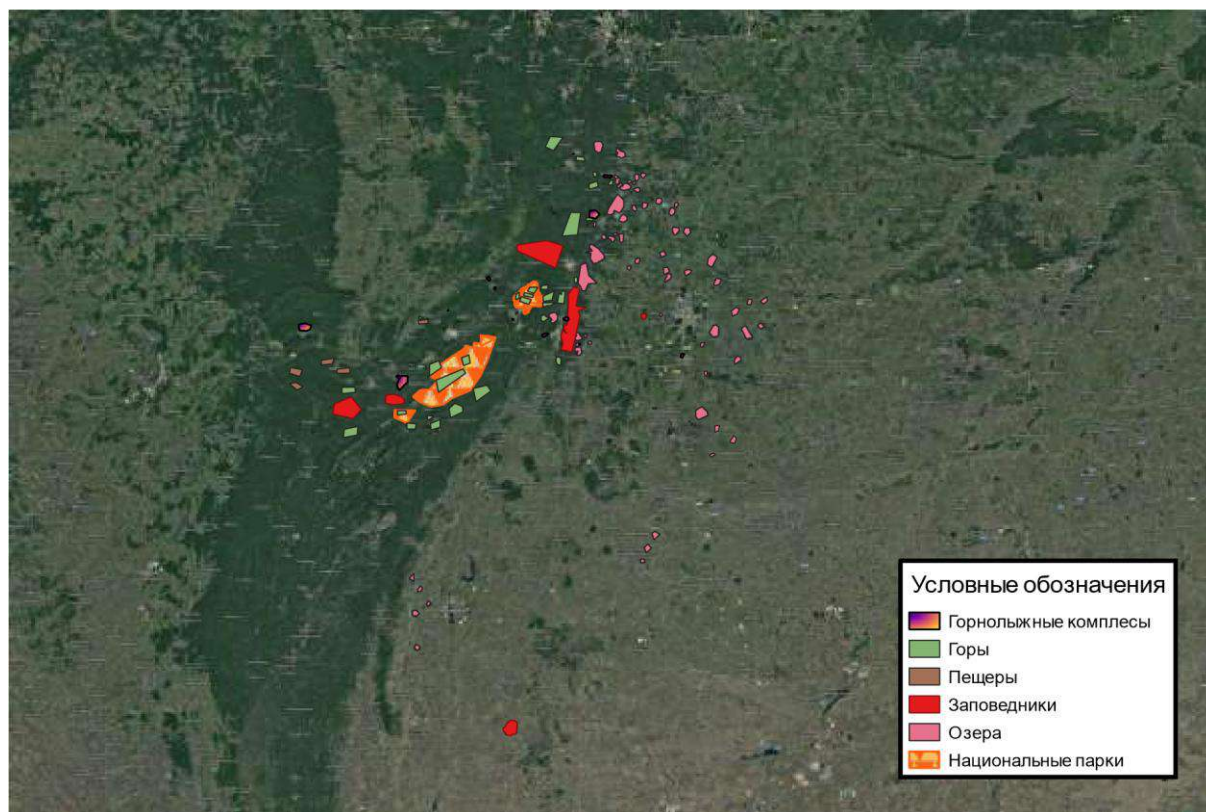 Условные обозначения
Горнолыжные комплесы
Горы
Пещеры
Заповедники
Озера
Национальные парки